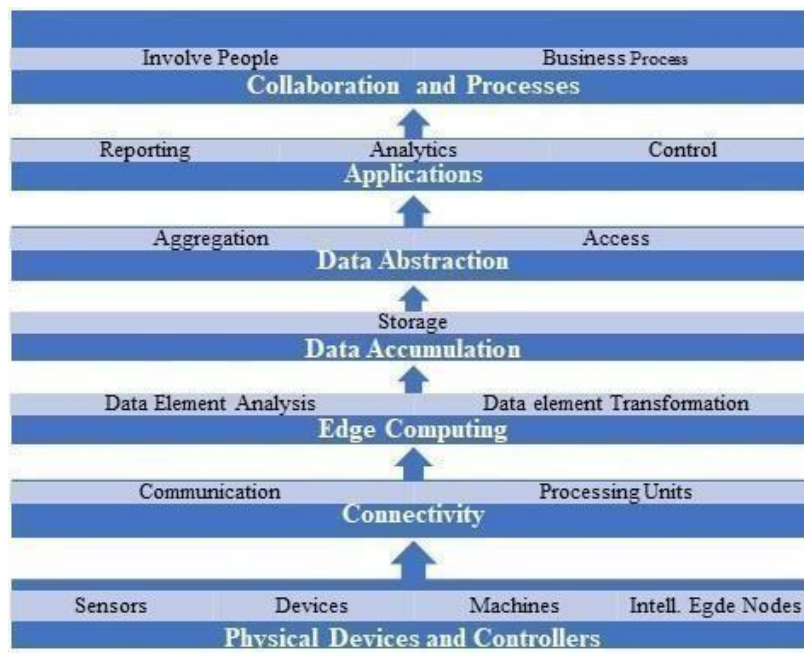 Involve People Business Process
Collaboration and Processes
Reporting Analytics Control
Applications
Aggregation Access
Data Abstraction
Storage
Data Accumulation
Data Element Analysis Data element Transformation
Edge Computing
Communication Processing Units
Connectivity
Sensors Devices Machines Intell. Egde Nodes
Physical Devices and Controllers